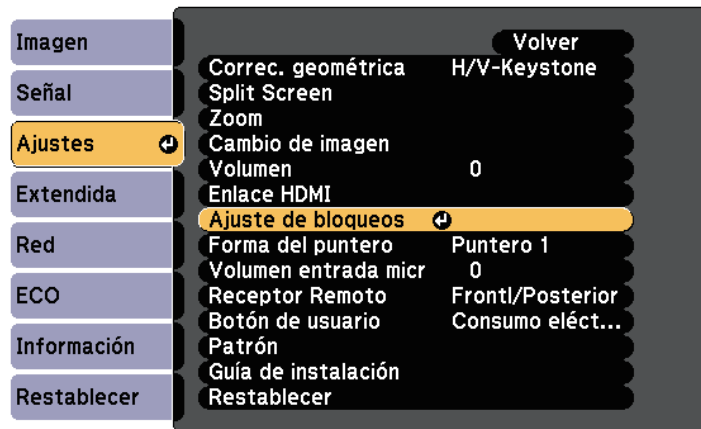 Imagen
Señal
Ajustes
Extendida
Red
ECO
Información
Restablecer
Volver
Correc. geométrica H/V-Keystone
Split Screen
Zoom
Cambio de imagen
Volumen 0
Enlace HDMI
Ajuste de bloqueos
Forma del puntero Puntero 1
Volumen entrada micr 0
Receptor Remoto Frontl/Posterior
Botón de usuario Consumo eléct...
Patrón
Guía de instalación
Restablecer